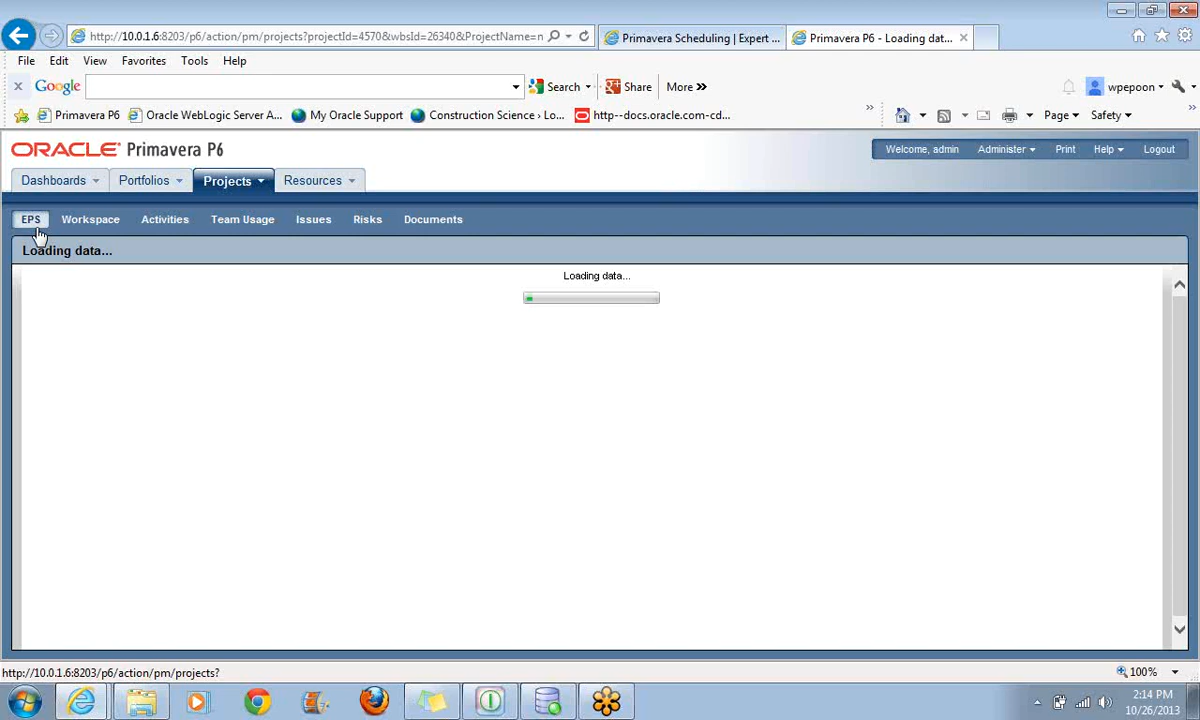 http://10.0.1.6:8203/p6/action/pm/projects?projectId=4570&wbsId=26340&ProjectName=n
Primavera Scheduling | Expert ...
Primavera P6 - Loading dat...
File Edit View Favorites Tools Help
x Google Search Share More »
wpepoon
Primavera P6 Oracle WebLogic Server A... My Oracle Support Construction Science › Lo... http--docs.oracle.com-cd... Page Safety
ORACLE Primavera P6
Welcome, admin Administer Print Help Logout
Dashboards Portfolios Projects Resources
EPS Workspace Activities Team Usage Issues Risks Documents
Loading data...
Loading data...
http://10.0.1.6:8203/p6/action/pm/projects?
100%
2:14 PM
10/26/2013